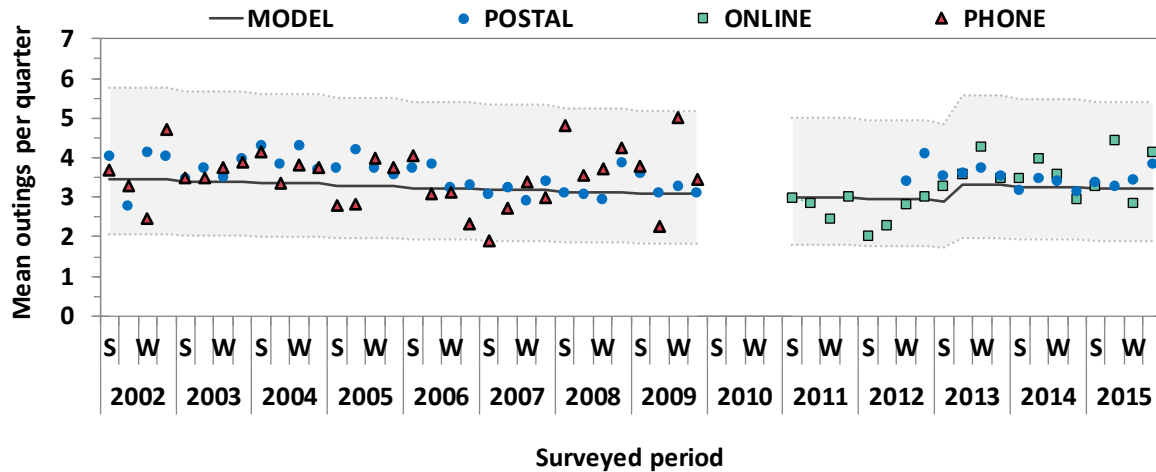 MODEL POSTAL ONLINE PHONE
Mean outings per quarter
7
6
5
4
3
2
1
0
S W S W S W S W S W S W S W S W S W S W S W S W S W
2002 2003 2004 2005 2006 2007 2008 2009 2010 2011 2012 2013 2014 2015
Surveyed period